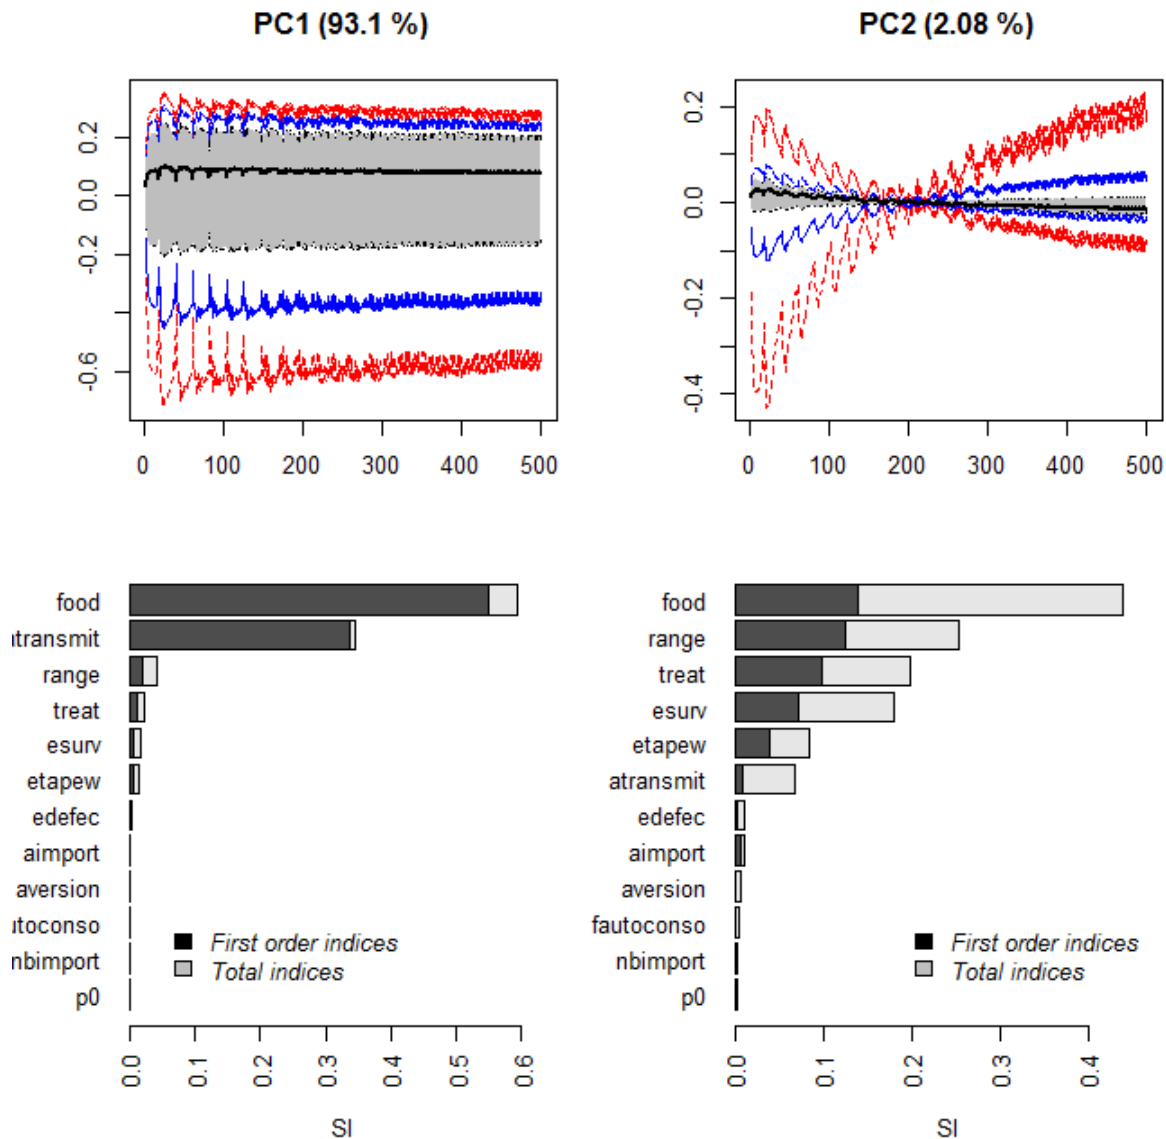 PC1 (93.1 %)
PC2 (2.08 %)
0.2
0.0
-0.2
-0.6
0 100 200 300 400 500
0.2
0.0
-0.2
-0.4
0 100 200 300 400 500
food
atransmit
range
treat
esurv
etapew
edefec
aimport
aversion
utoconso
nbimport
p0
First order indices
Total indices
0.0 0.1 0.2 0.3 0.4 0.5 0.6
SI
food
range
treat
esurv
etapew
atransmit
edefec
aimport
aversion
fautoconso
nbimport
p0
First order indices
Total indices
0.0 0.1 0.2 0.3 0.4
SI